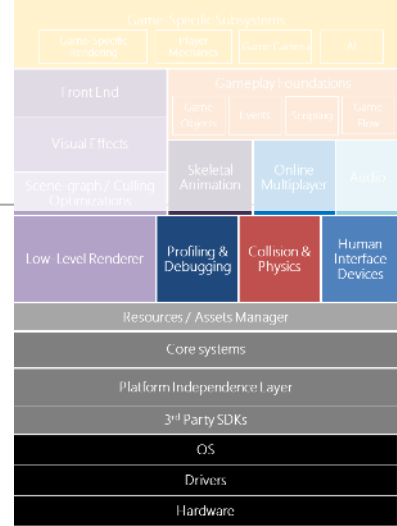 Game-Specific Subsystems
Game-Specific
Rendering
Player
Mechanics
Game Camera
AI
Front End
Gameplay Foundations
Game
Objects
Events
Scripting
Game
Flow
Visual Effects
Skeletal
Animation
Online
Multiplayer
Audio
Scene-graph / Culling
Optimizations
Low-Level Renderer
Profiling &
Debugging
Collision &
Physics
Human
Interface
Devices
Resources / Assets Manager
Core systems
Platform Independence Layer
3rd Party SDKs
OS
Drivers
Hardware